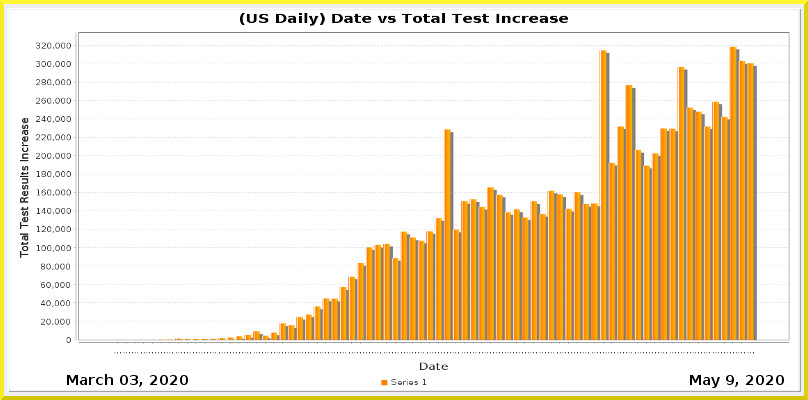 (US Daily) Date vs Total Test Increase
Total Test Results Increase
320,000
300,000
280,000
260,000
240,000
220,000
200,000
180,000
160,000
140,000
120,000
100,000
80,000
60,000
40,000
20,000
0
Date
March 03, 2020
May 9, 2020
Series 1